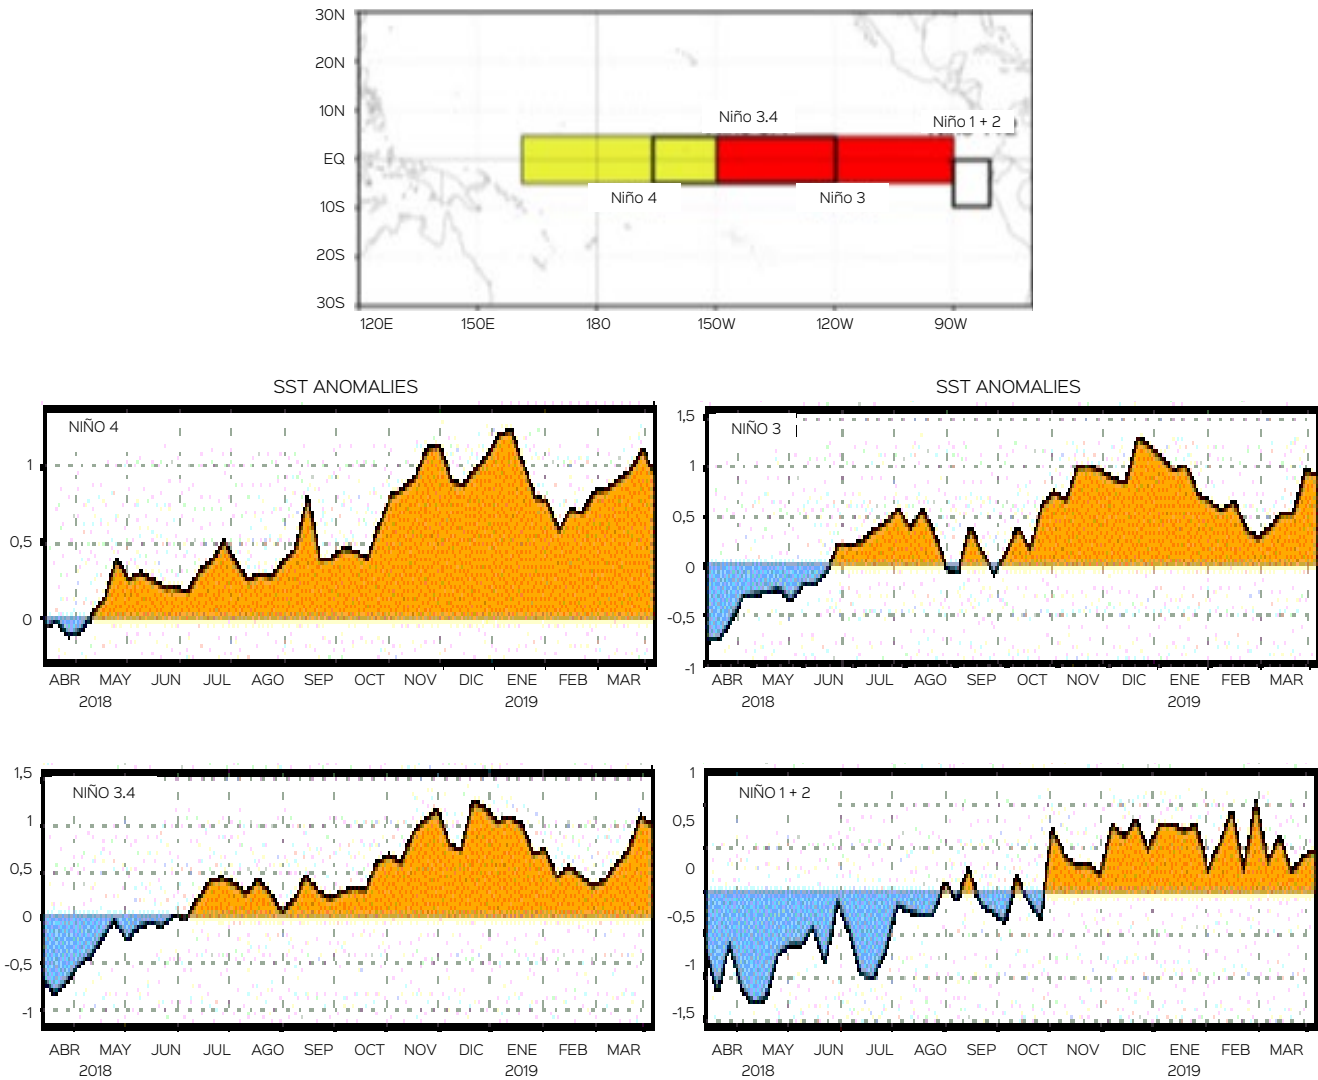 30N
20N
10N
EQ
10S
20S
30S
Niño 3.4
Niño 1 + 2
Niño 4
Niño 3
120E 150E 180 150W 120W 90W
SST ANOMALIES
NIÑO 4
1
0,5
0
ABR MAY JUN JUL AGO SEP OCT NOV DIC ENE FEB MAR
2018 2019
SST ANOMALIES
NIÑO 3
1,5
1
0,5
0
-0,5
-1
ABR MAY JUN JUL AGO SEP OCT NOV DIC ENE FEB MAR
2018 2019
NIÑO 3.4
1,5
1
0,5
0
-0,5
-1
ABR MAY JUN JUL AGO SEP OCT NOV DIC ENE FEB MAR
2018 2019
NIÑO 1 + 2
1
0,5
0
-0,5
-1
-1,5
ABR MAY JUN JUL AGO SEP OCT NOV DIC ENE FEB MAR
2018 2019